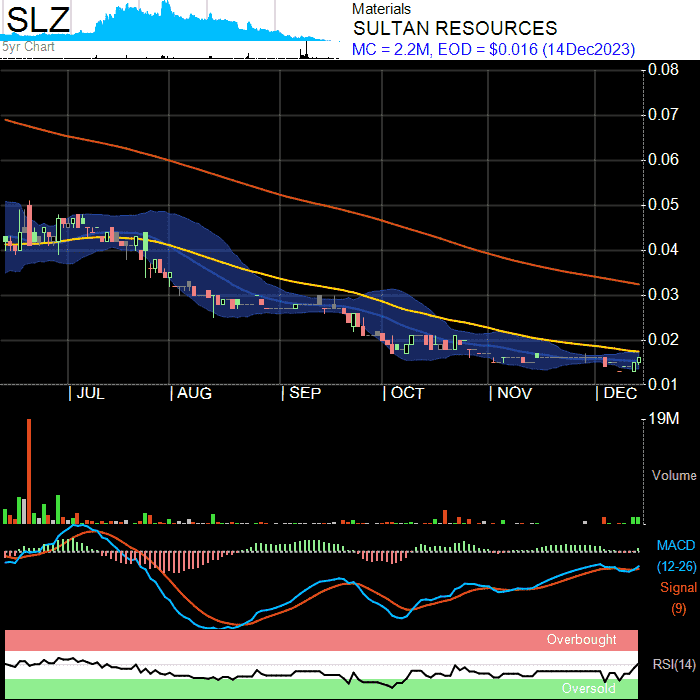 SLZ
5yr Chart
Materials
SULTAN RESOURCES
MC = 2.2M, EOD = $0.016 (14Dec2023)
0.08
0.07
0.06
0.05
0.04
0.03
0.02
0.01
JUL AUG SEP OCT NOV DEC
19M
Volume
MACD
(12-26)
Signal
(9)
Overbought
RSI(14)
Oversold